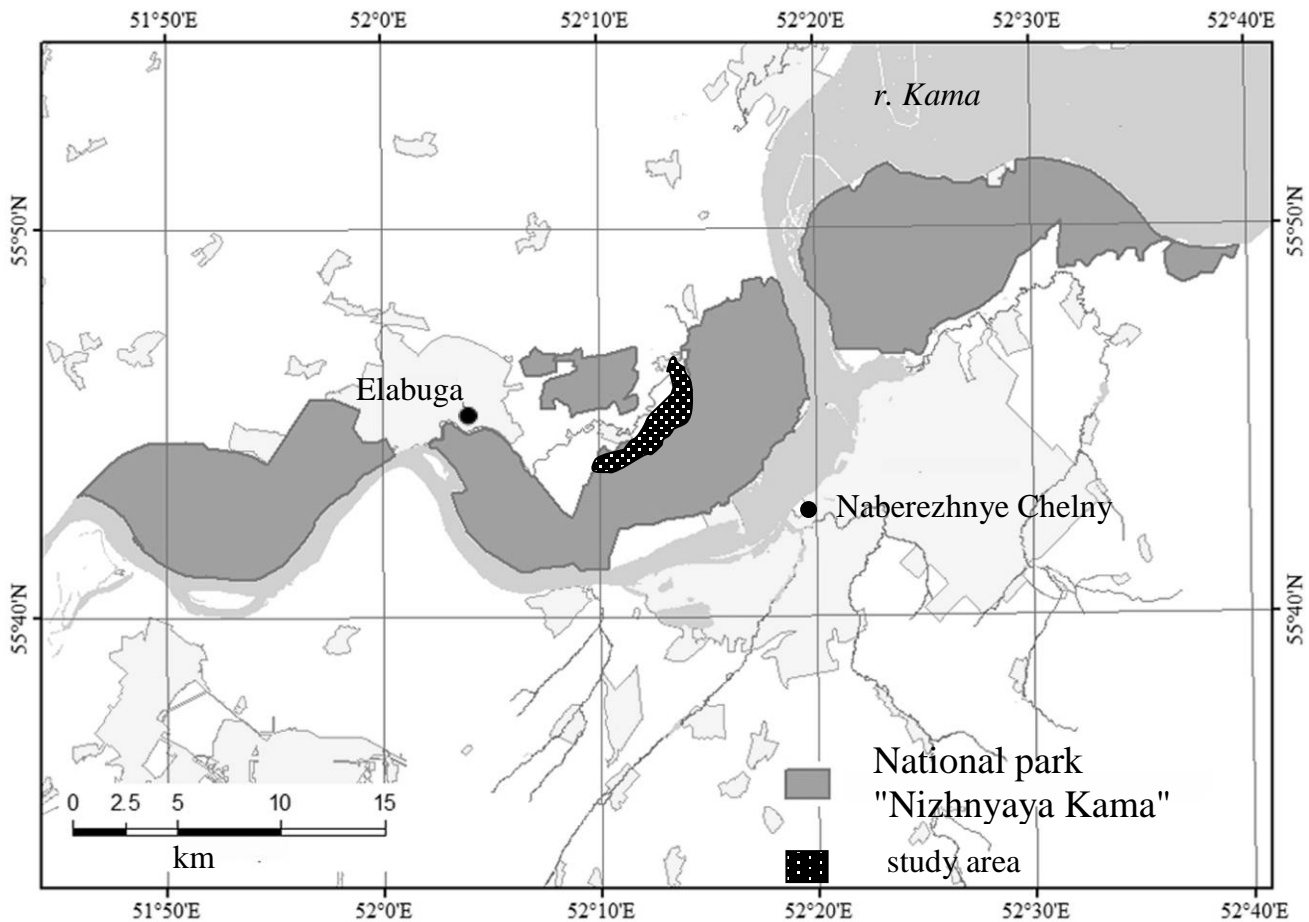 51°50'E 52°0'E 52°10'E 52°20'E 52°30'E 52°40'E
r. Kama
55°50'N 55°50'N
Elabuga
Naberezhnye Chelny
55°40'N 55°40'N
National park
"Nizhnyaya Kama"
study area
0 2.5 5 10 15
km
51°50'E 52°0'E 52°10'E 52°20'E 52°30'E 52°40'E